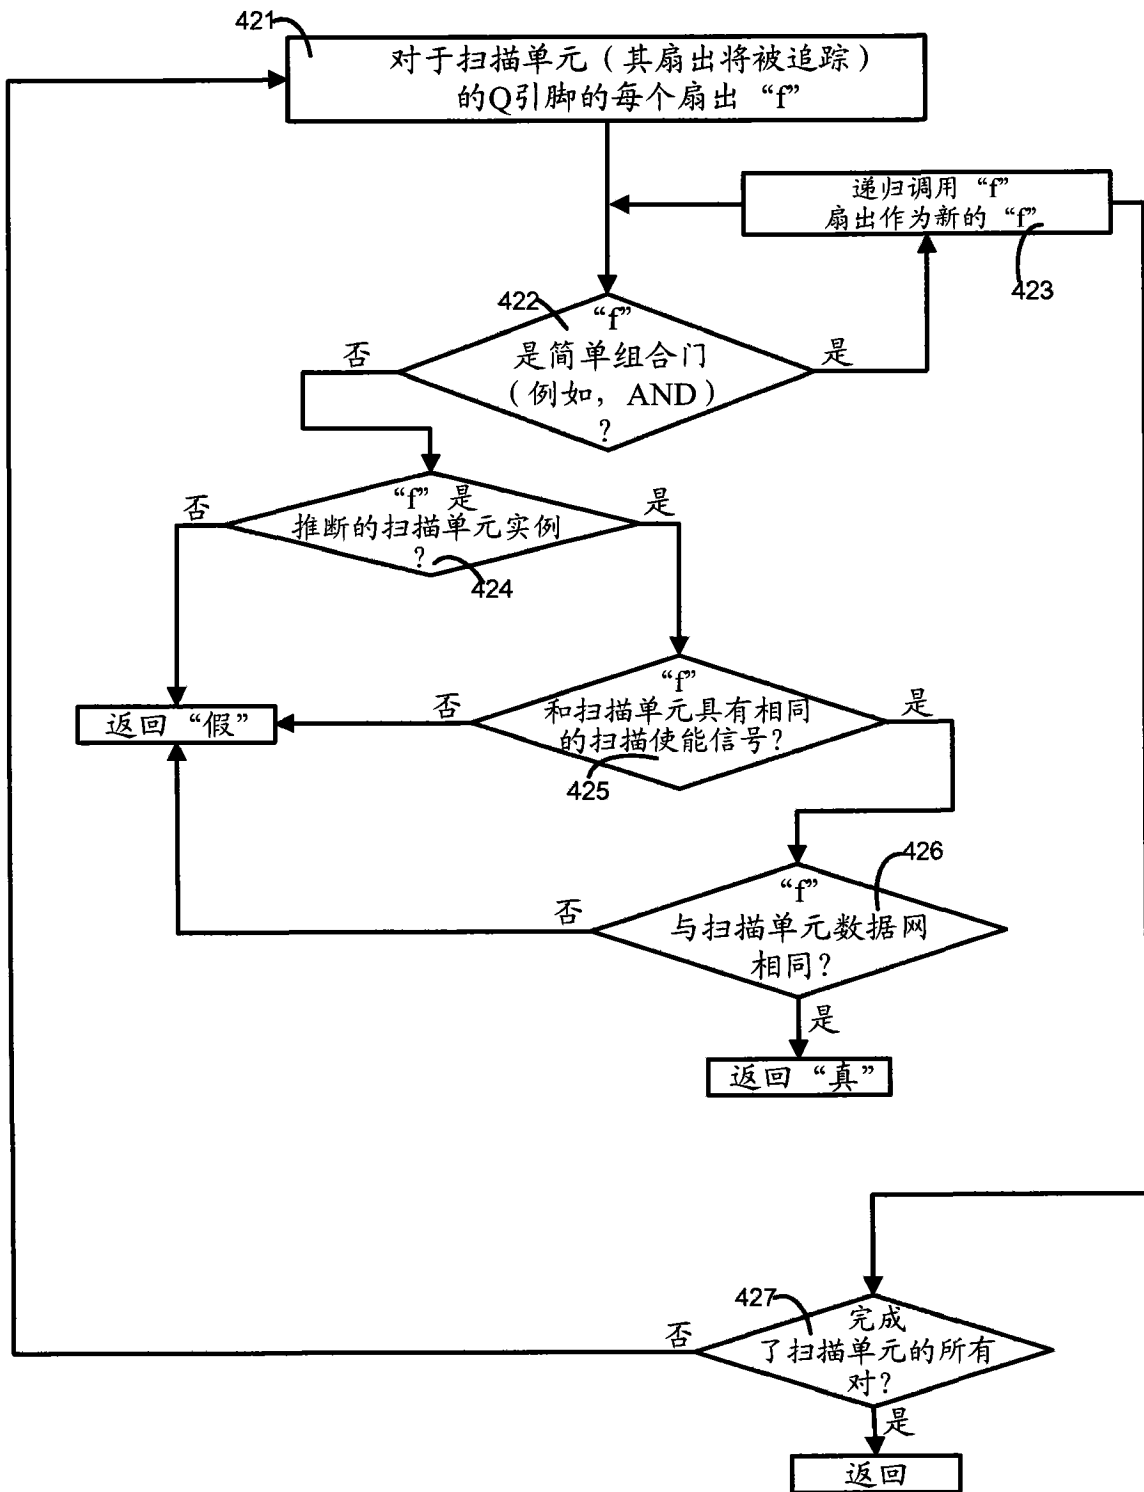 421
对于扫描单元（其扇出将被追踪）
的Q引脚的每个扇出“f”
递归调用“f”
扇出作为新的“f”
423
422
“f”
是简单组合门
（例如，AND）
？
否
是
“f”是
推断的扫描单元实例
？
424
否
是
“f”
和扫描单元具有相同
的扫描使能信号？
425
否
是
返回“假”
426
“f”
与扫描单元数据网
相同？
否
是
返回“真”
427
完成
了扫描单元的所有
对？
否
是
返回